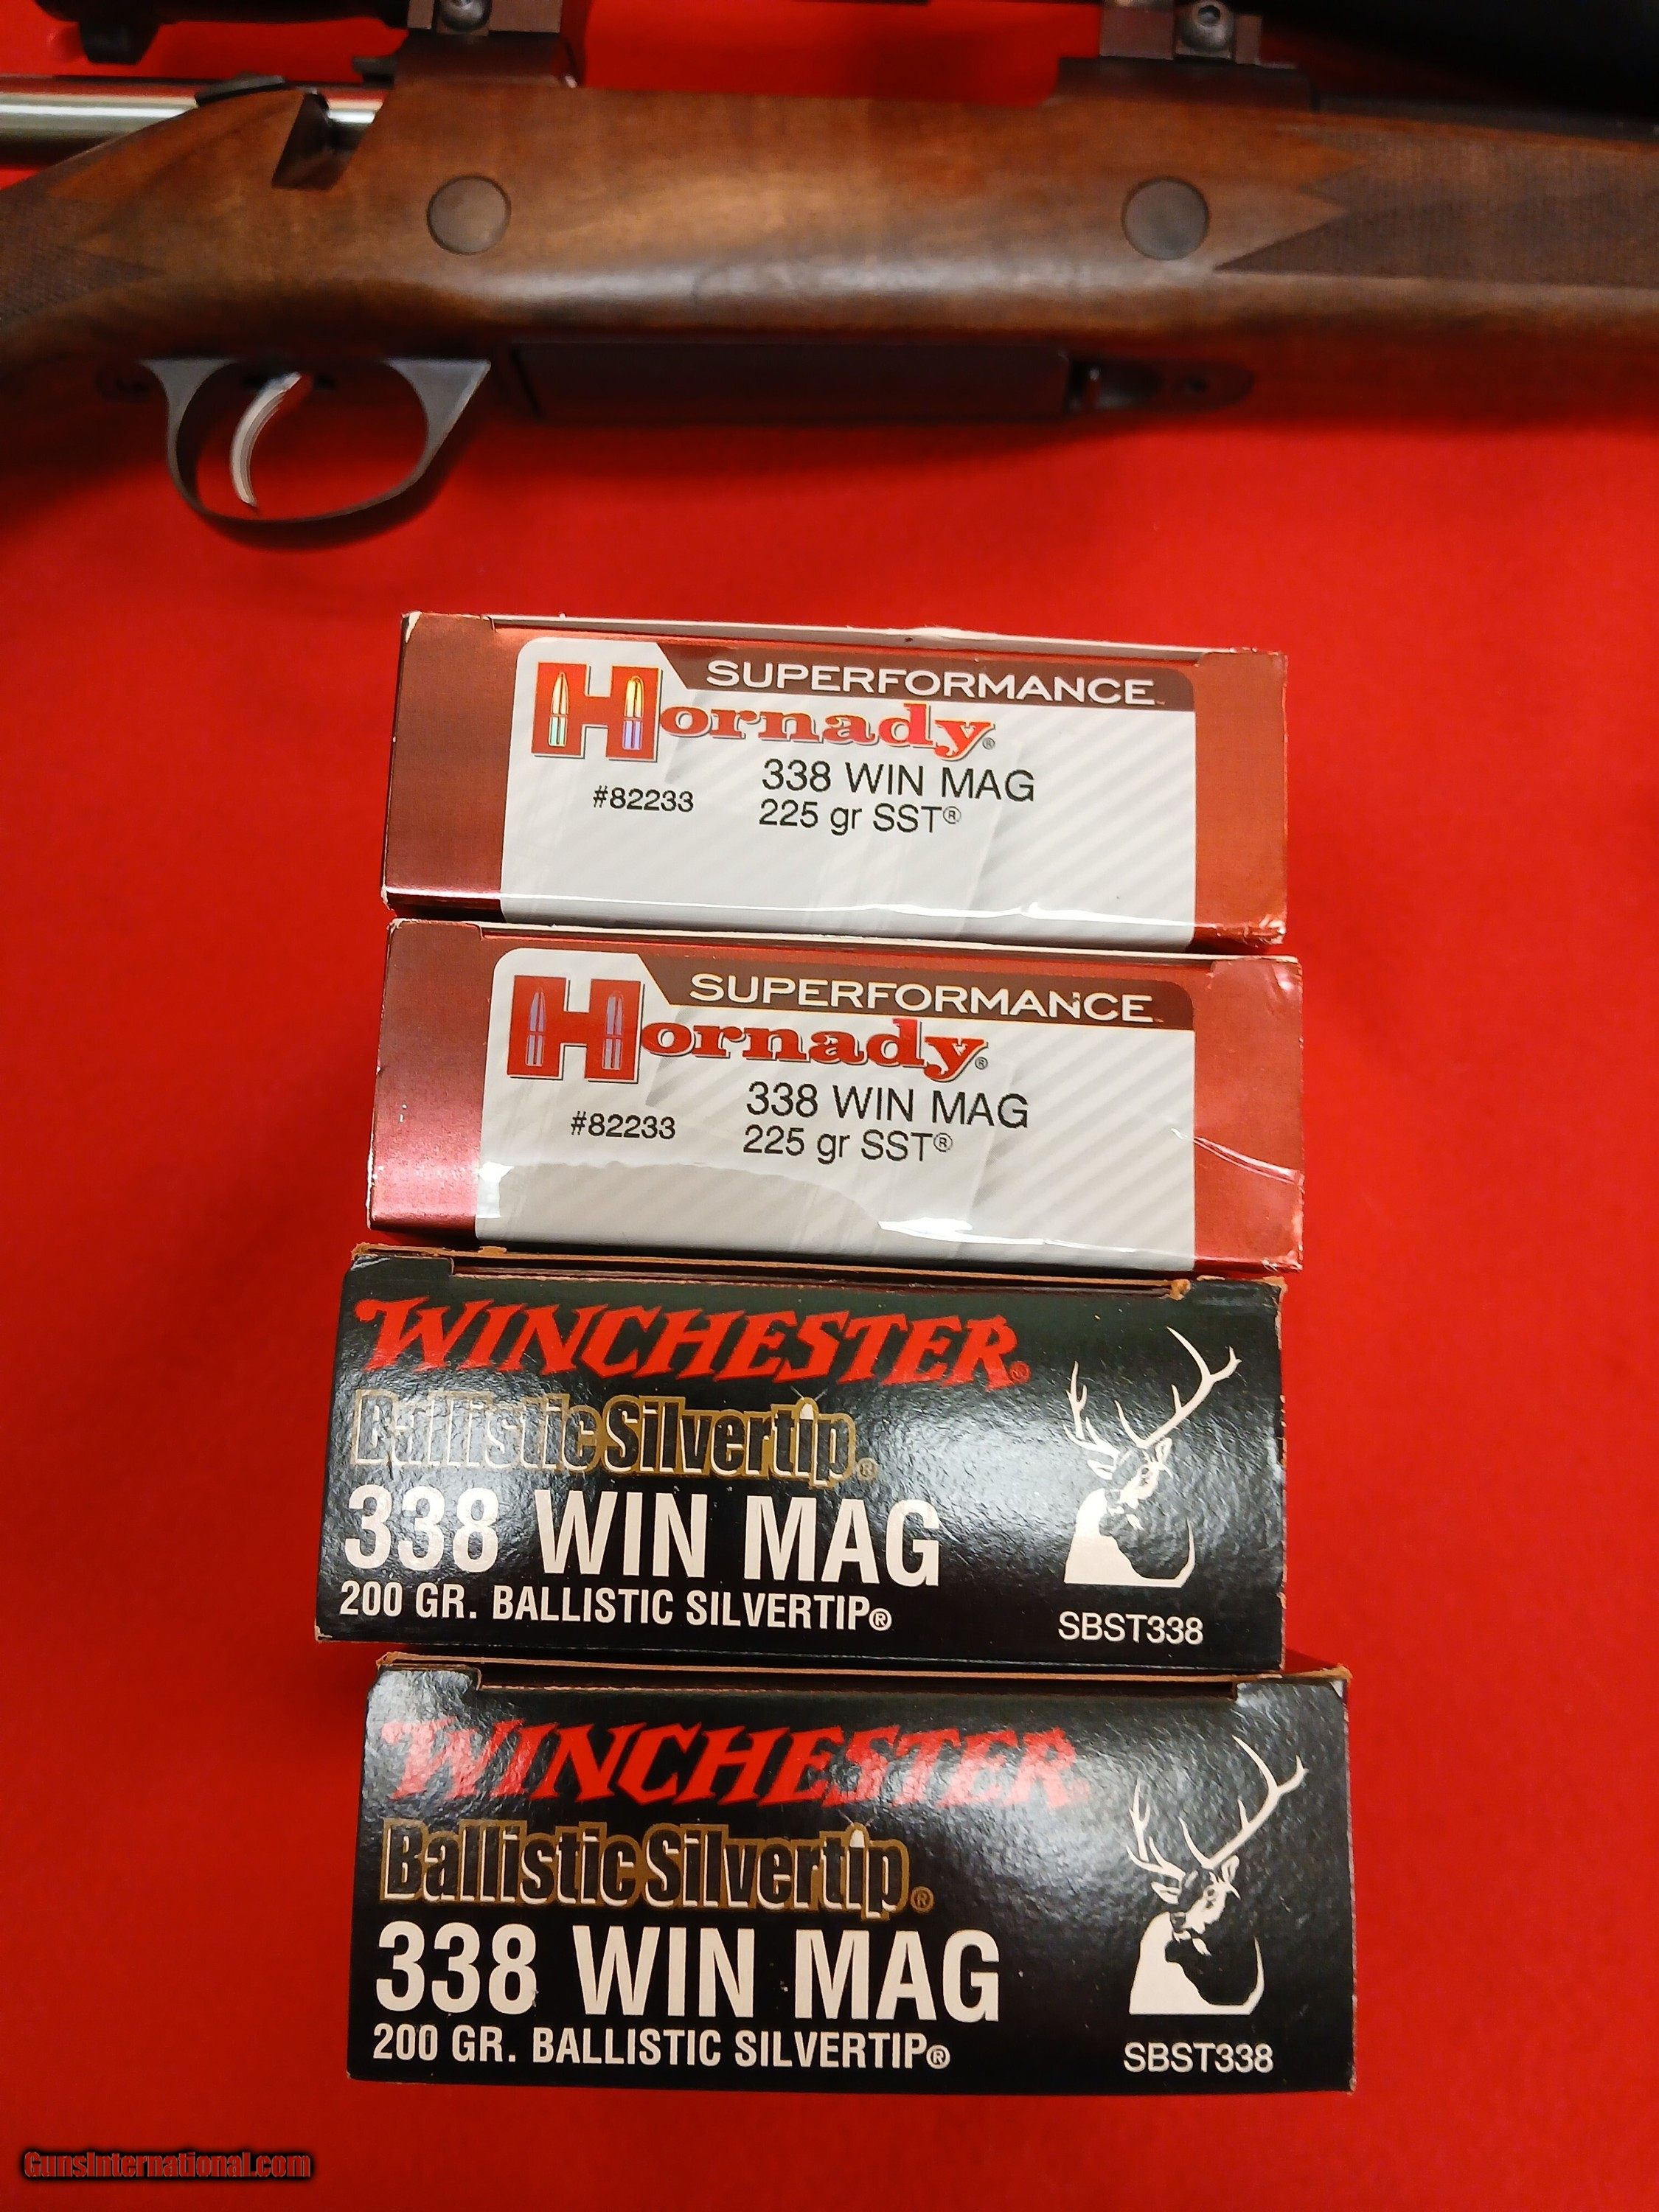 SUPERFORMANCE™
Hornady®
338 WIN MAG
#82233
225 gr SST®
SUPERFORMANCE™
Hornady®
338 WIN MAG
#82233
225 gr SST®
WINCHESTER®
Ballistic Silvertip®
338 WIN MAG
200 GR. BALLISTIC SILVERTIP®
SBST338
WINCHESTER®
Ballistic Silvertip®
338 WIN MAG
200 GR. BALLISTIC SILVERTIP®
SBST338
GunsInternational.com